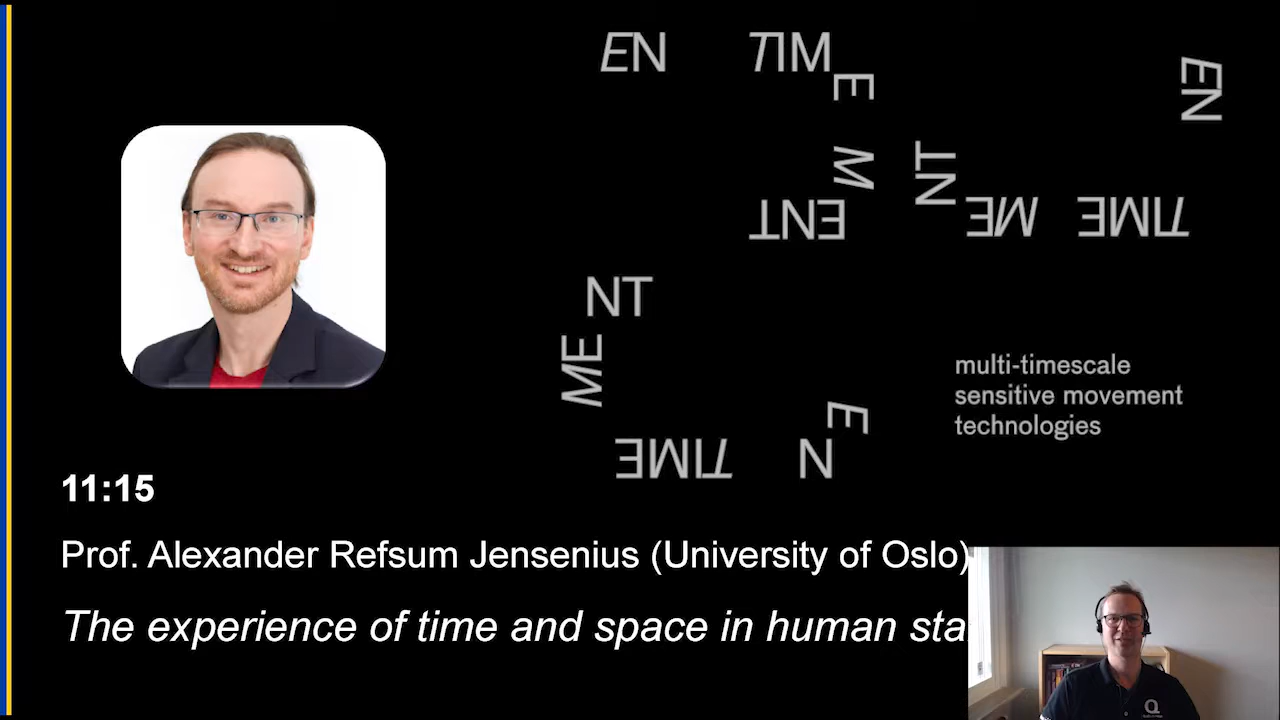 EN TIM
E
EN
M
NT
ENT
ME
TIME
NT
ME
E
TIME
N
multi-timescale
sensitive movement
technologies
11:15
Prof. Alexander Refsum Jensenius (University of Oslo)
The experience of time and space in human sta
Q